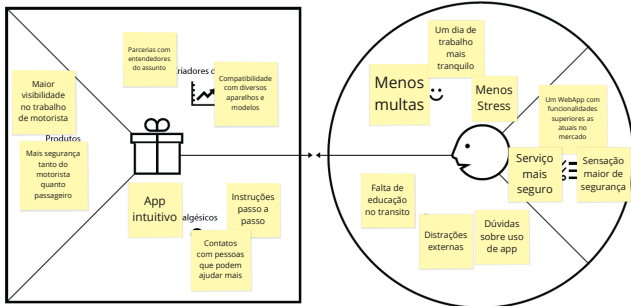 Parcerias com
entendedores
do assunto
Criadores d
Compatibilidade
com diversos
aparelhos e
modelos
Maior
visibilidade
no trabalho
de motorista
Produtos
Mais segurança
tanto do
motorista
quanto
passageiro
App
intuitivo
algésicos
Instruções
passo a
passo
Contatos
com pessoas
que podem
ajudar mais
Um dia de
trabalho
mais
tranquilo
Menos
multas
Menos
Stress
Um WebApp com
funcionalidades
superiores as
atuais no
mercado
Serviço
mais
seguro
Sensação
maior de
segurança
Falta de
educação
no transito
Distrações
externas
Dúvidas
sobre uso
de app